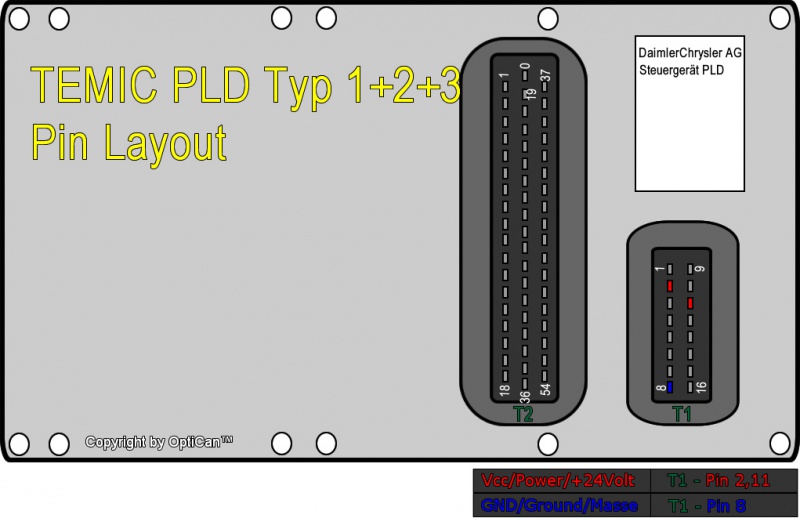 TEMIC PLD Typ 1+2+3
Pin Layout
DaimlerChrysler AG
Steuergerät PLD
1
0
19
37
18
36
54
T2
1
9
8
16
T1
Copyright by OptiCan™
Vcc/Power/+24Volt T1 - Pin 2,11
GND/Ground/Masse T1 - Pin 8